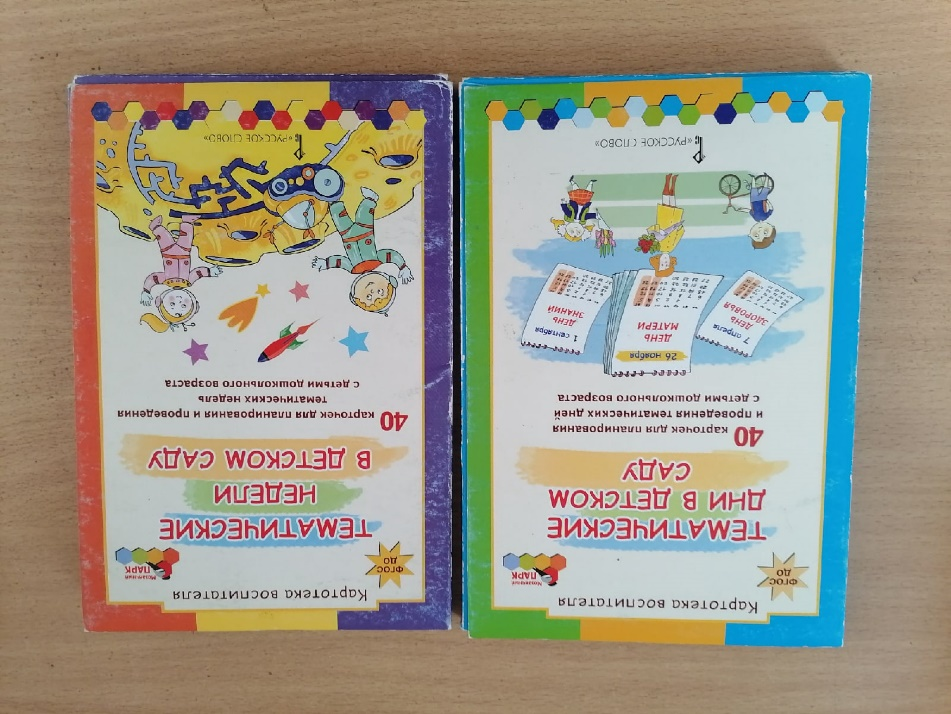 Картотека воспитателя
ФГОС
ДО
Мозаичный
ПАРК
ТЕМАТИЧЕСКИЕ
ДНИ В ДЕТСКОМ
САДУ
40 карточек для планирования
и проведения тематических дней
с детьми дошкольного возраста
7 апреля
ДЕНЬ
ЗДОРОВЬЯ
26 ноября
ДЕНЬ
МАТЕРИ
1 сентября
ДЕНЬ
ЗНАНИЙ
«РУССКОЕ СЛОВО»
Картотека воспитателя
ФГОС
ДО
Мозаичный
ПАРК
ТЕМАТИЧЕСКИЕ
НЕДЕЛИ
В ДЕТСКОМ САДУ
40 карточек для планирования и проведения
тематических недель
с детьми дошкольного возраста
«РУССКОЕ СЛОВО»